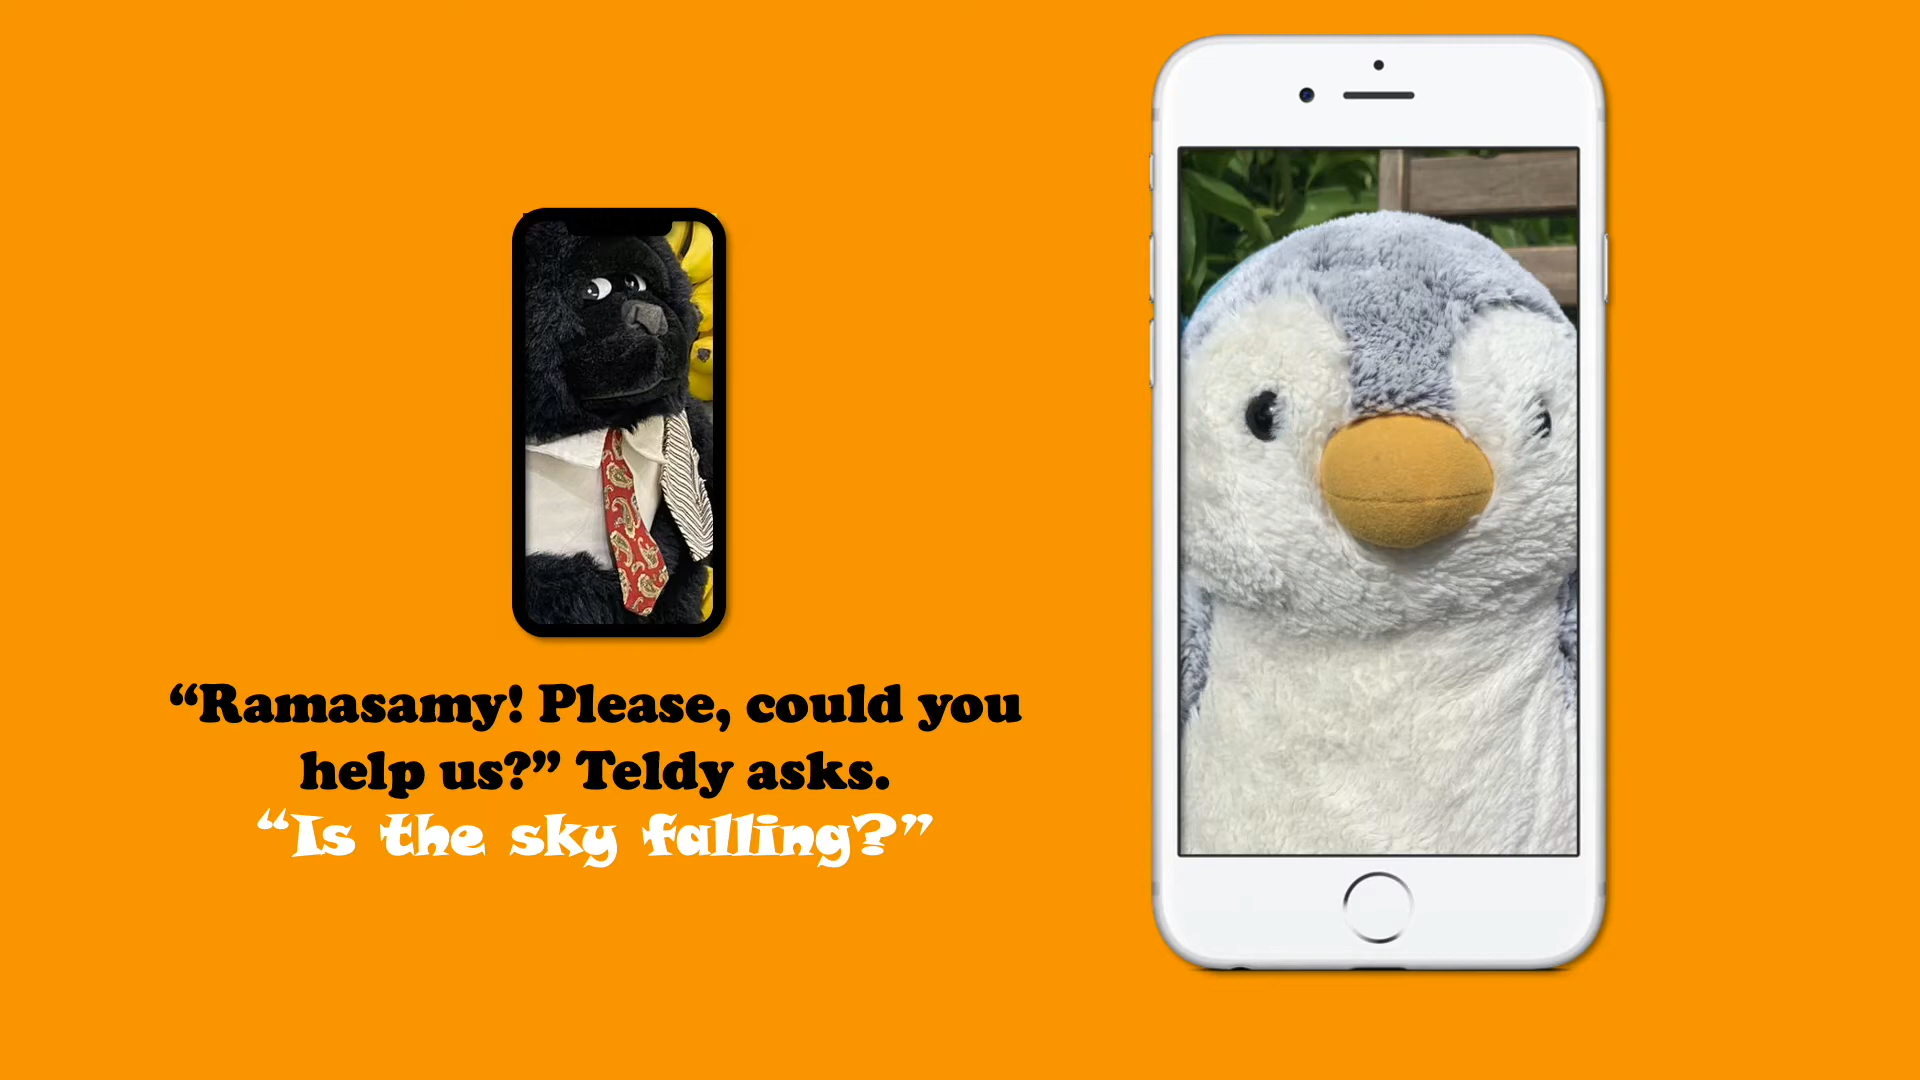 “Ramasamy! Please, could you
help us?” Teldy asks.
“Is the sky falling?”